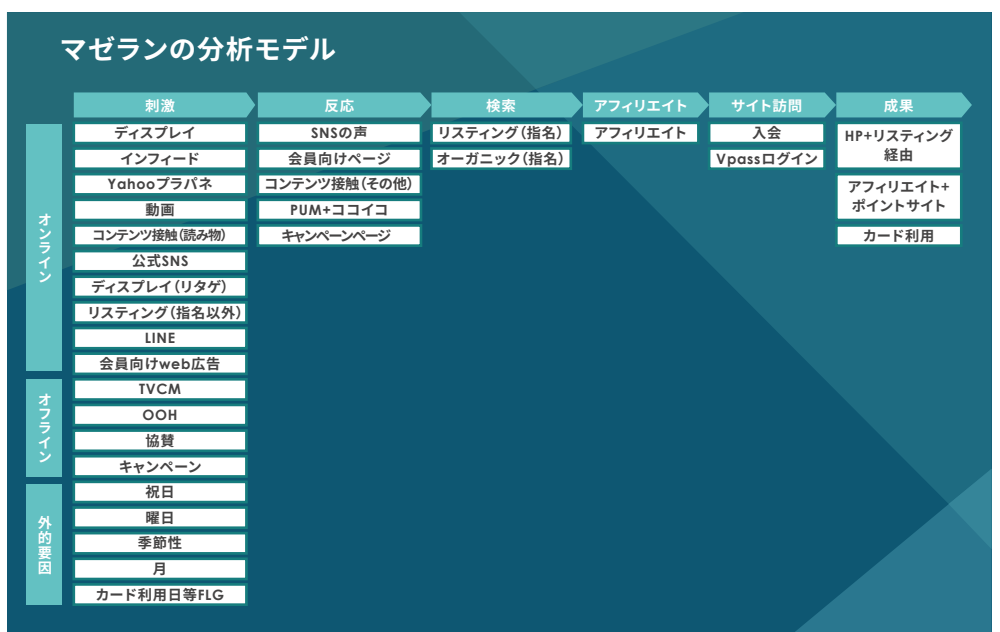 マゼランの分析モデル
刺激
反応
検索
アフィリエイト
サイト訪問
成果
オンライン
ディスプレイ
インフィード
Yahooプラパネ
動画
コンテンツ接触(読み物)
公式SNS
ディスプレイ(リタゲ)
リスティング(指名以外)
LINE
会員向けweb広告
オフライン
TVCM
OOH
協賛
キャンペーン
外的要因
祝日
曜日
季節性
月
カード利用日等FLG
SNSの声
会員向けページ
コンテンツ接触(その他)
PUM+ココイコ
キャンペーンページ
リスティング(指名)
オーガニック(指名)
アフィリエイト
入会
Vpassログイン
HP+リスティング
経由
アフィリエイト+
ポイントサイト
カード利用